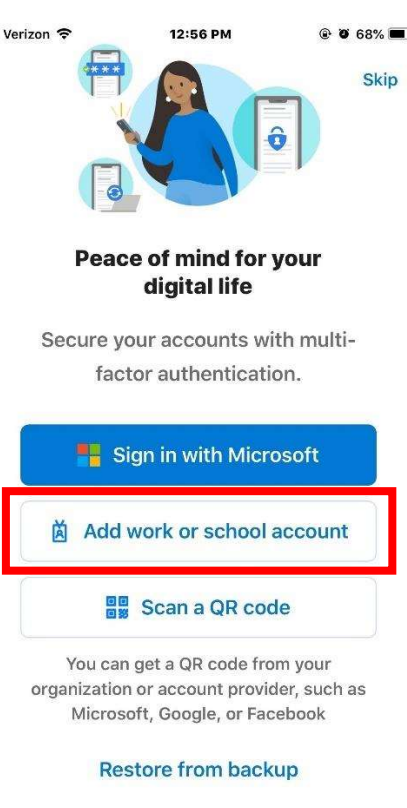 Verizon 12:56 PM 68%
***
Skip
Peace of mind for your
digital life
Secure your accounts with multi-
factor authentication.
Sign in with Microsoft
Add work or school account
Scan a QR code
You can get a QR code from your
organization or account provider, such as
Microsoft, Google, or Facebook
Restore from backup